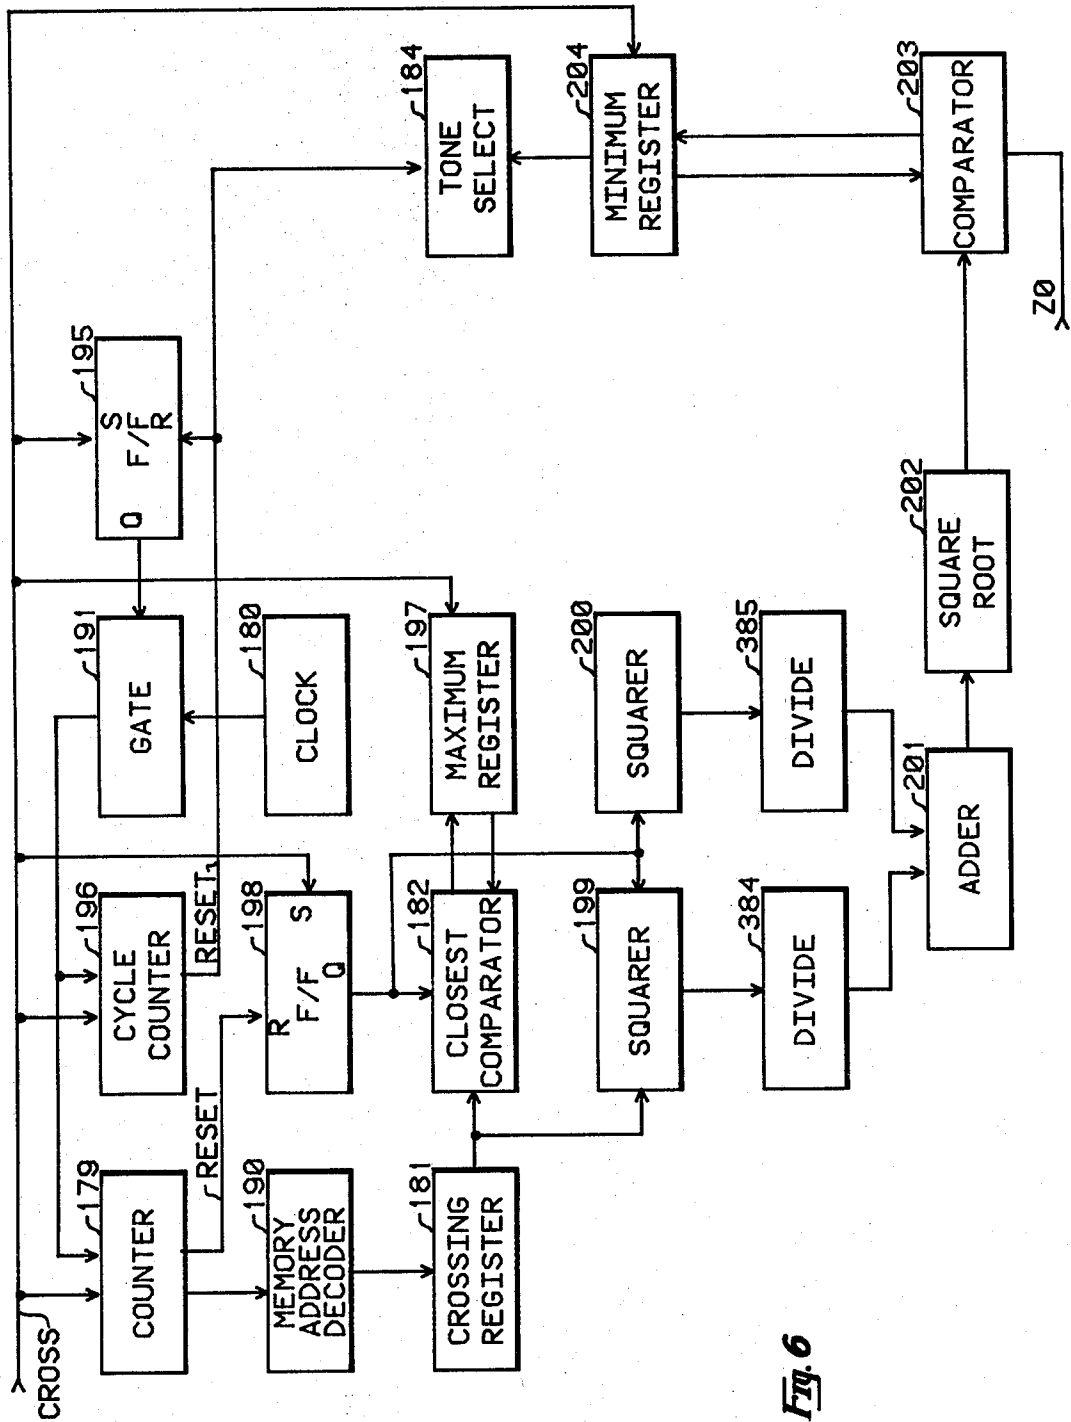 CROSS
COUNTER
179
RESET
MEMORY
ADDRESS
DECODER
190
CROSSING
REGISTER
181
CYCLE
COUNTER
196
RESET
R
F/F
S
Q
198
CLOSEST
COMPARATOR
182
SQUARER
199
DIVIDE
384
ADDER
201
GATE
191
CLOCK
180
MAXIMUM
REGISTER
197
SQUARER
200
DIVIDE
385
SQUARE
ROOT
202
Q
S
F/F
R
195
TONE
SELECT
184
MINIMUM
REGISTER
204
COMPARATOR
203
Z0
Fig. 6